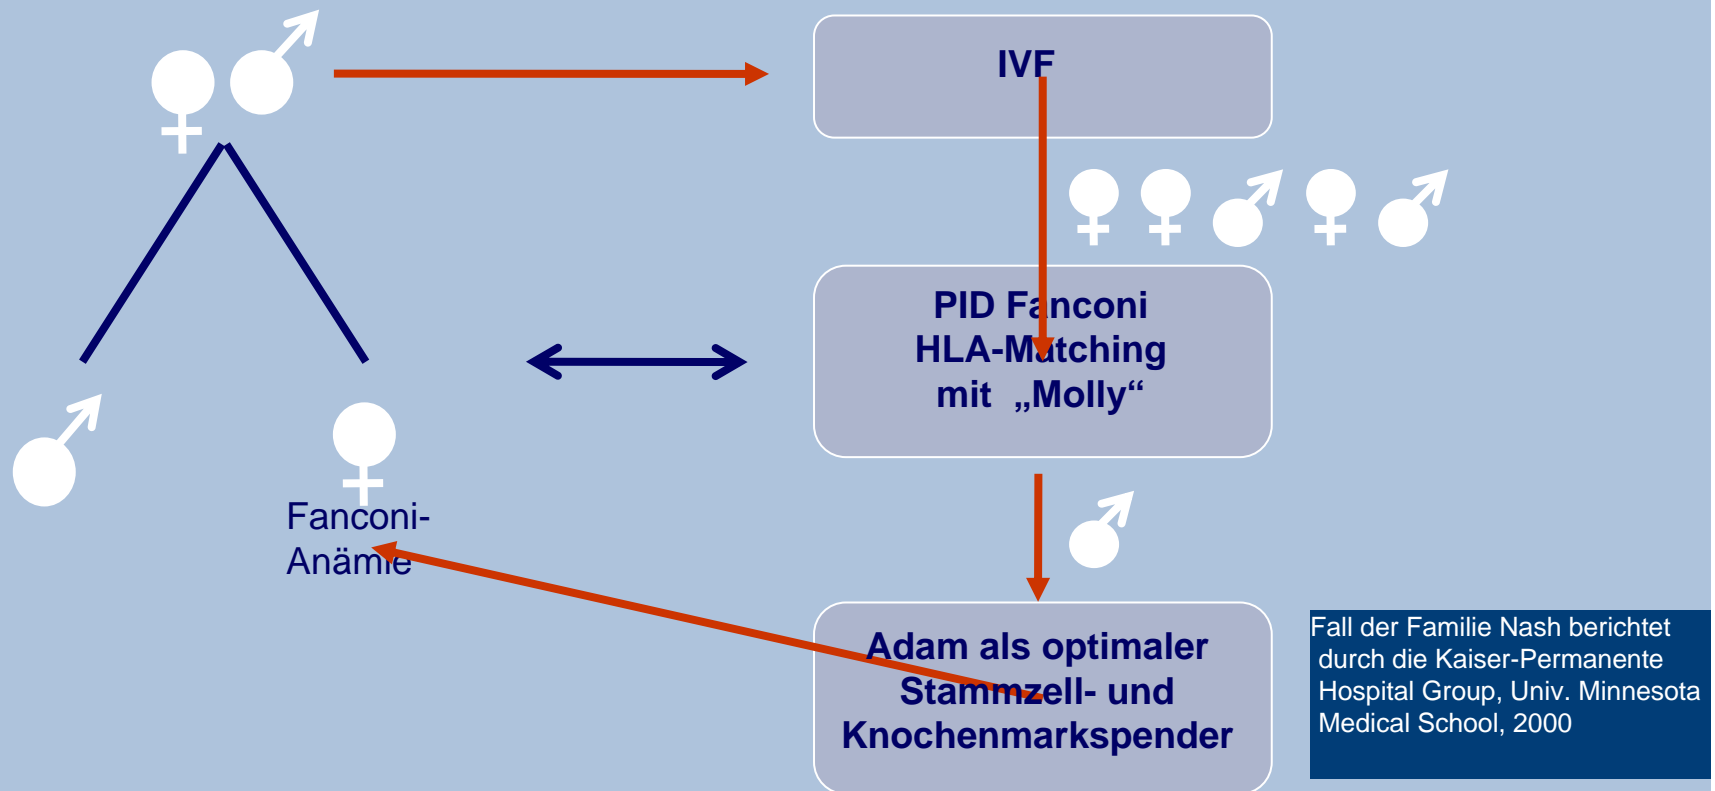 IVF
PID Fanconi
HLA-Matching
mit „Molly“
Fanconi-
Anämie
Adam als optimaler
Stammzell- und
Knochenmarkspender
Fall der Familie Nash berichtet
durch die Kaiser-Permanente
Hospital Group, Univ. Minnesota
Medical School, 2000